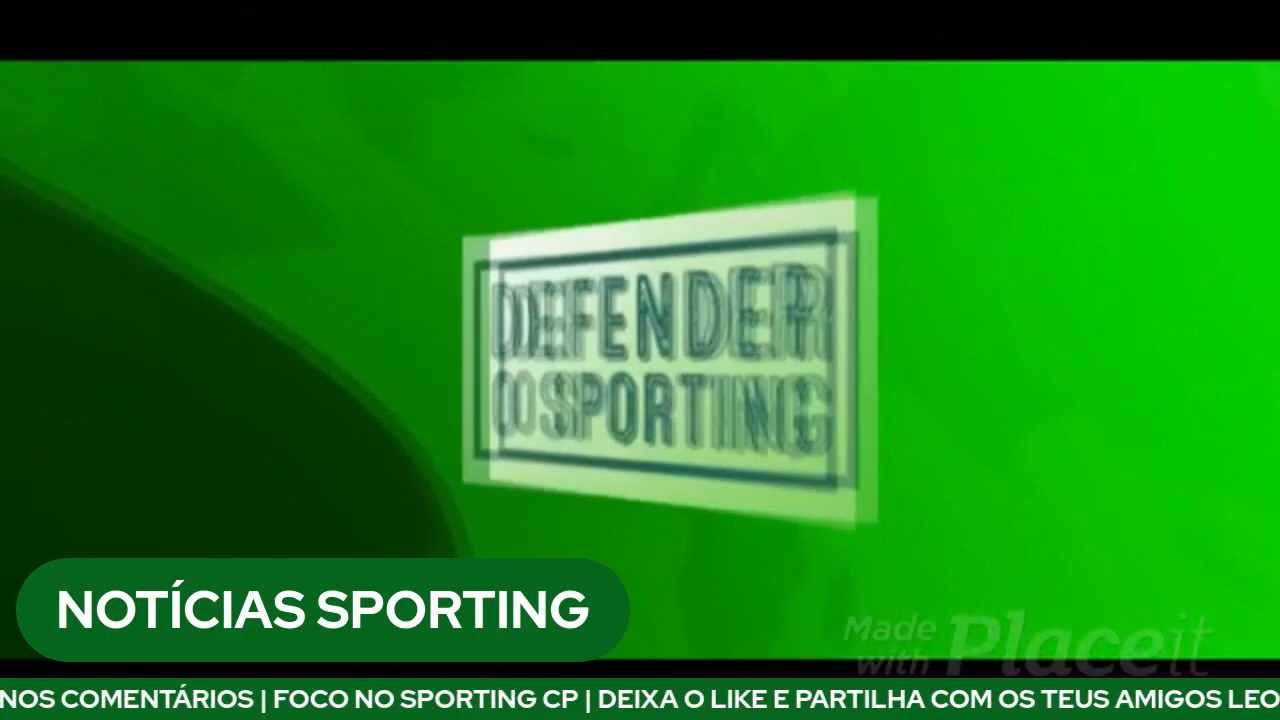 DEFENDER
O SPORTING
NOTÍCIAS SPORTING
Made
with Placeit
NOS COMENTÁRIOS | FOCO NO SPORTING CP | DEIXA O LIKE E PARTILHA COM OS TEUS AMIGOS LEO